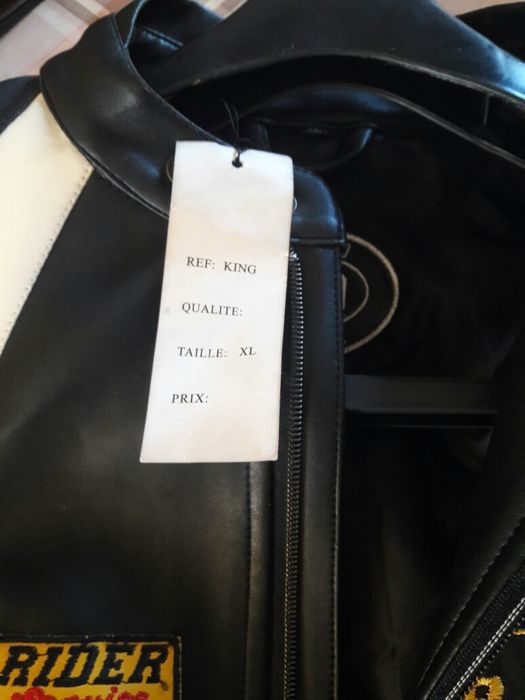 REF: KING
QUALITE:
TAILLE: XL
PRIX:
RIDER